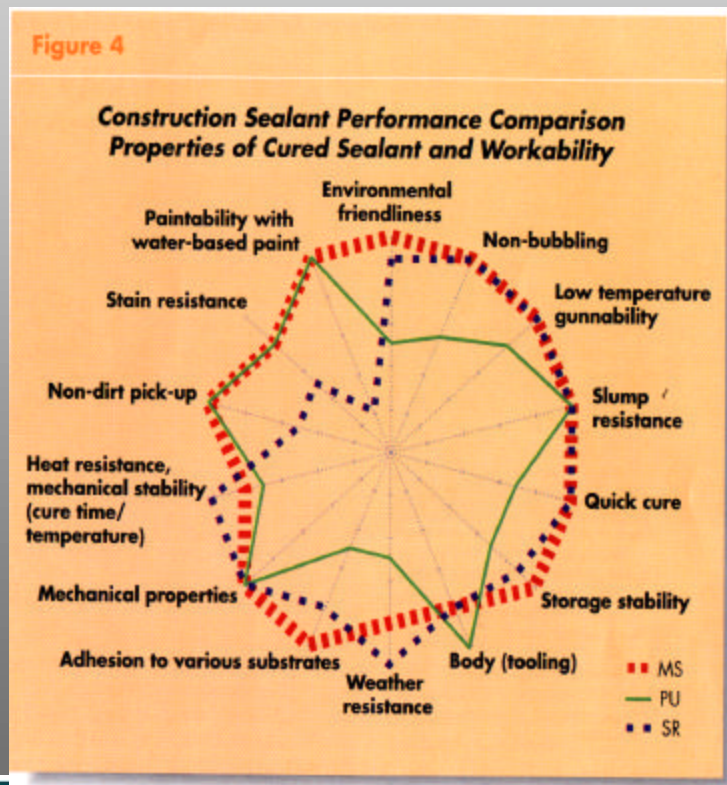 Figure 4
Construction Sealant Performance Comparison
Properties of Cured Sealant and Workability
Environmental
friendliness
Non-bubbling
Low temperature
gunnability
Slump
resistance
Quick cure
Storage stability
Body (tooling)
Weather
resistance
Adhesion to various substrates
Mechanical properties
Heat resistance,
mechanical stability
(cure time/
temperature)
Non-dirt pick-up
Stain resistance
Paintability with
water-based paint
MS
PU
SR